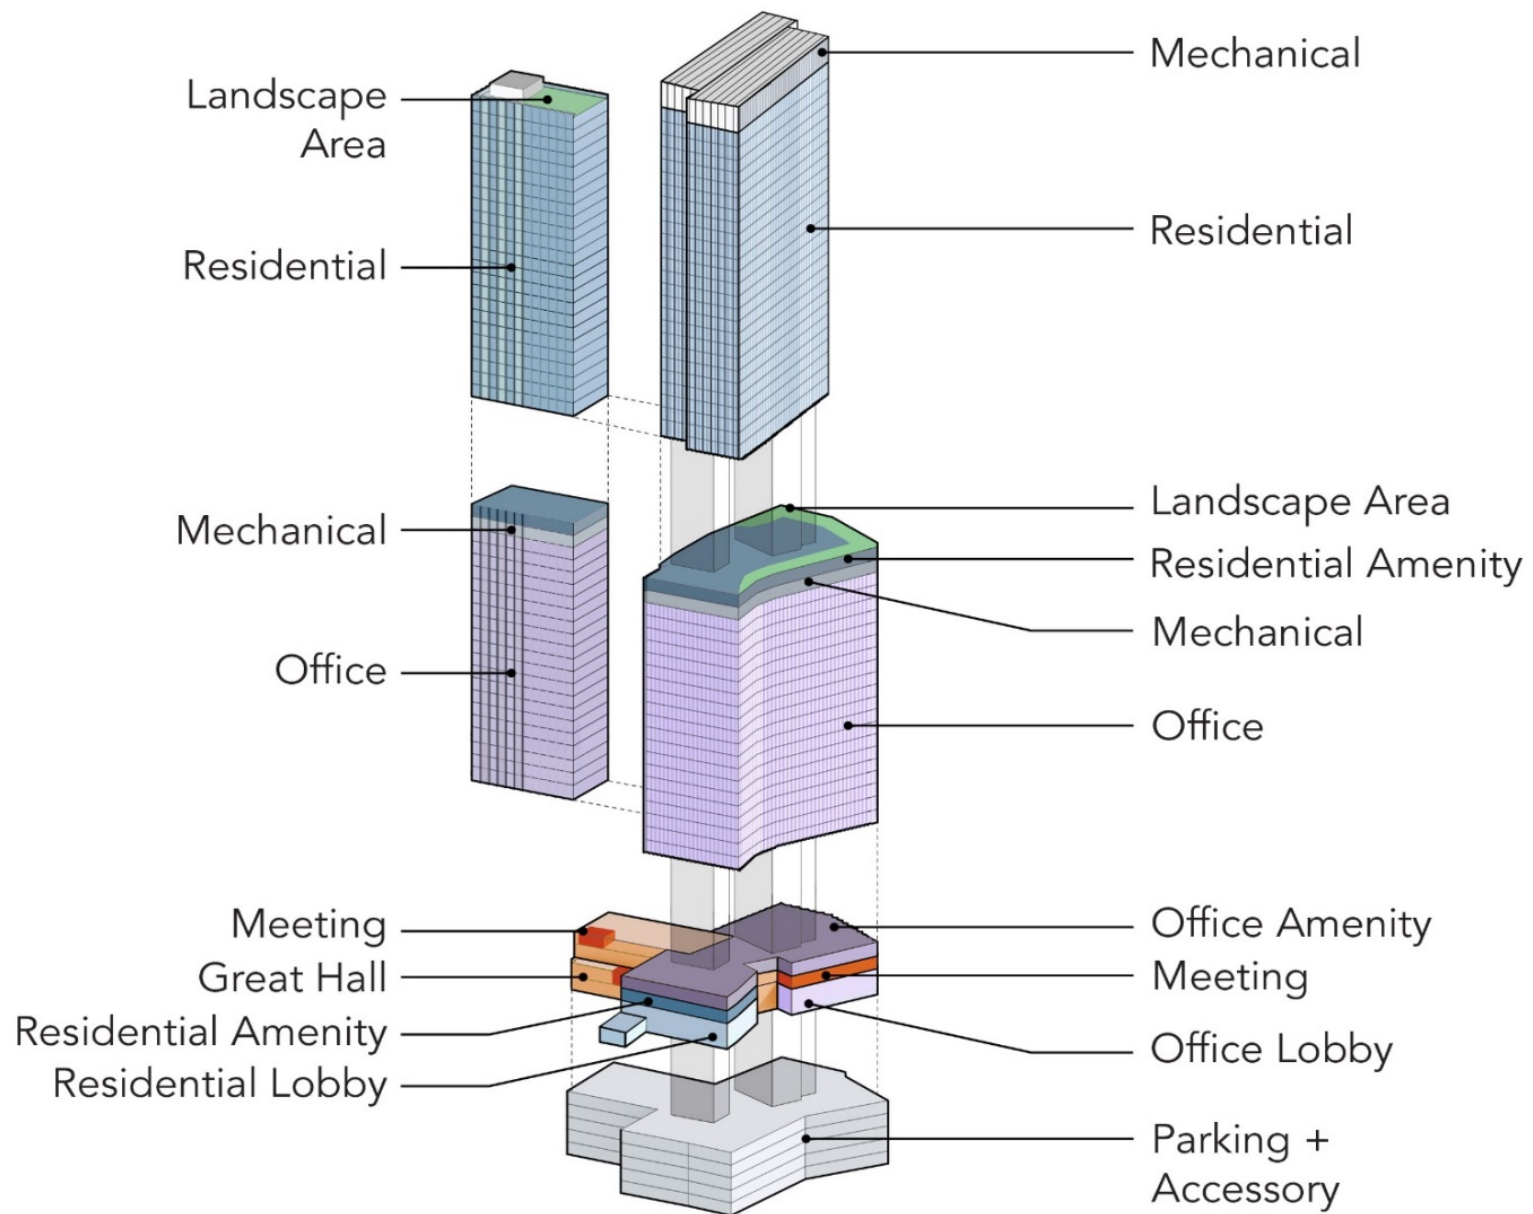 Mechanical
Landscape
Area
Residential
Residential
Landscape Area
Mechanical
Residential Amenity
Mechanical
Office
Office
Meeting
Office Amenity
Great Hall
Meeting
Residential Amenity
Office Lobby
Residential Lobby
Parking +
Accessory